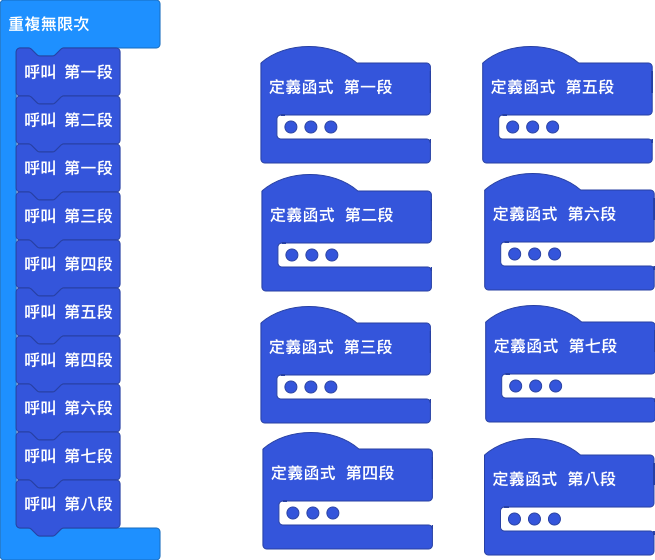 重複無限次
呼叫 第一段
呼叫 第二段
呼叫 第一段
呼叫 第三段
呼叫 第四段
呼叫 第五段
呼叫 第四段
呼叫 第六段
呼叫 第七段
呼叫 第八段
定義函式 第一段
定義函式 第二段
定義函式 第三段
定義函式 第四段
定義函式 第五段
定義函式 第六段
定義函式 第七段
定義函式 第八段